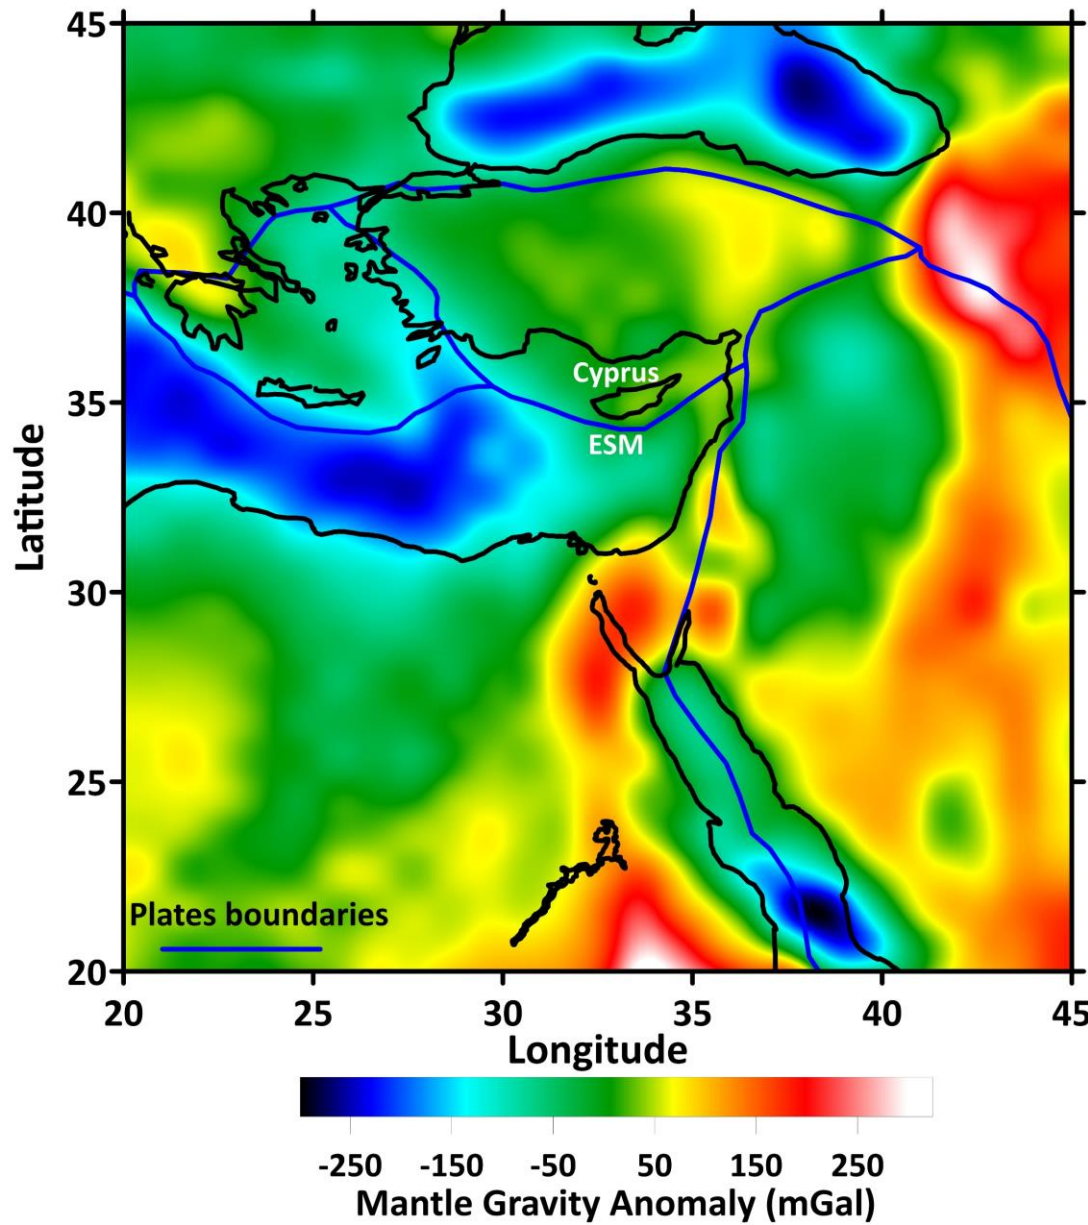 45
40
35
30
25
20
Latitude
Cyprus
ESM
Plates boundaries
20 25 30 35 40 45
Longitude
-250 -150 -50 50 150 250
Mantle Gravity Anomaly (mGal)